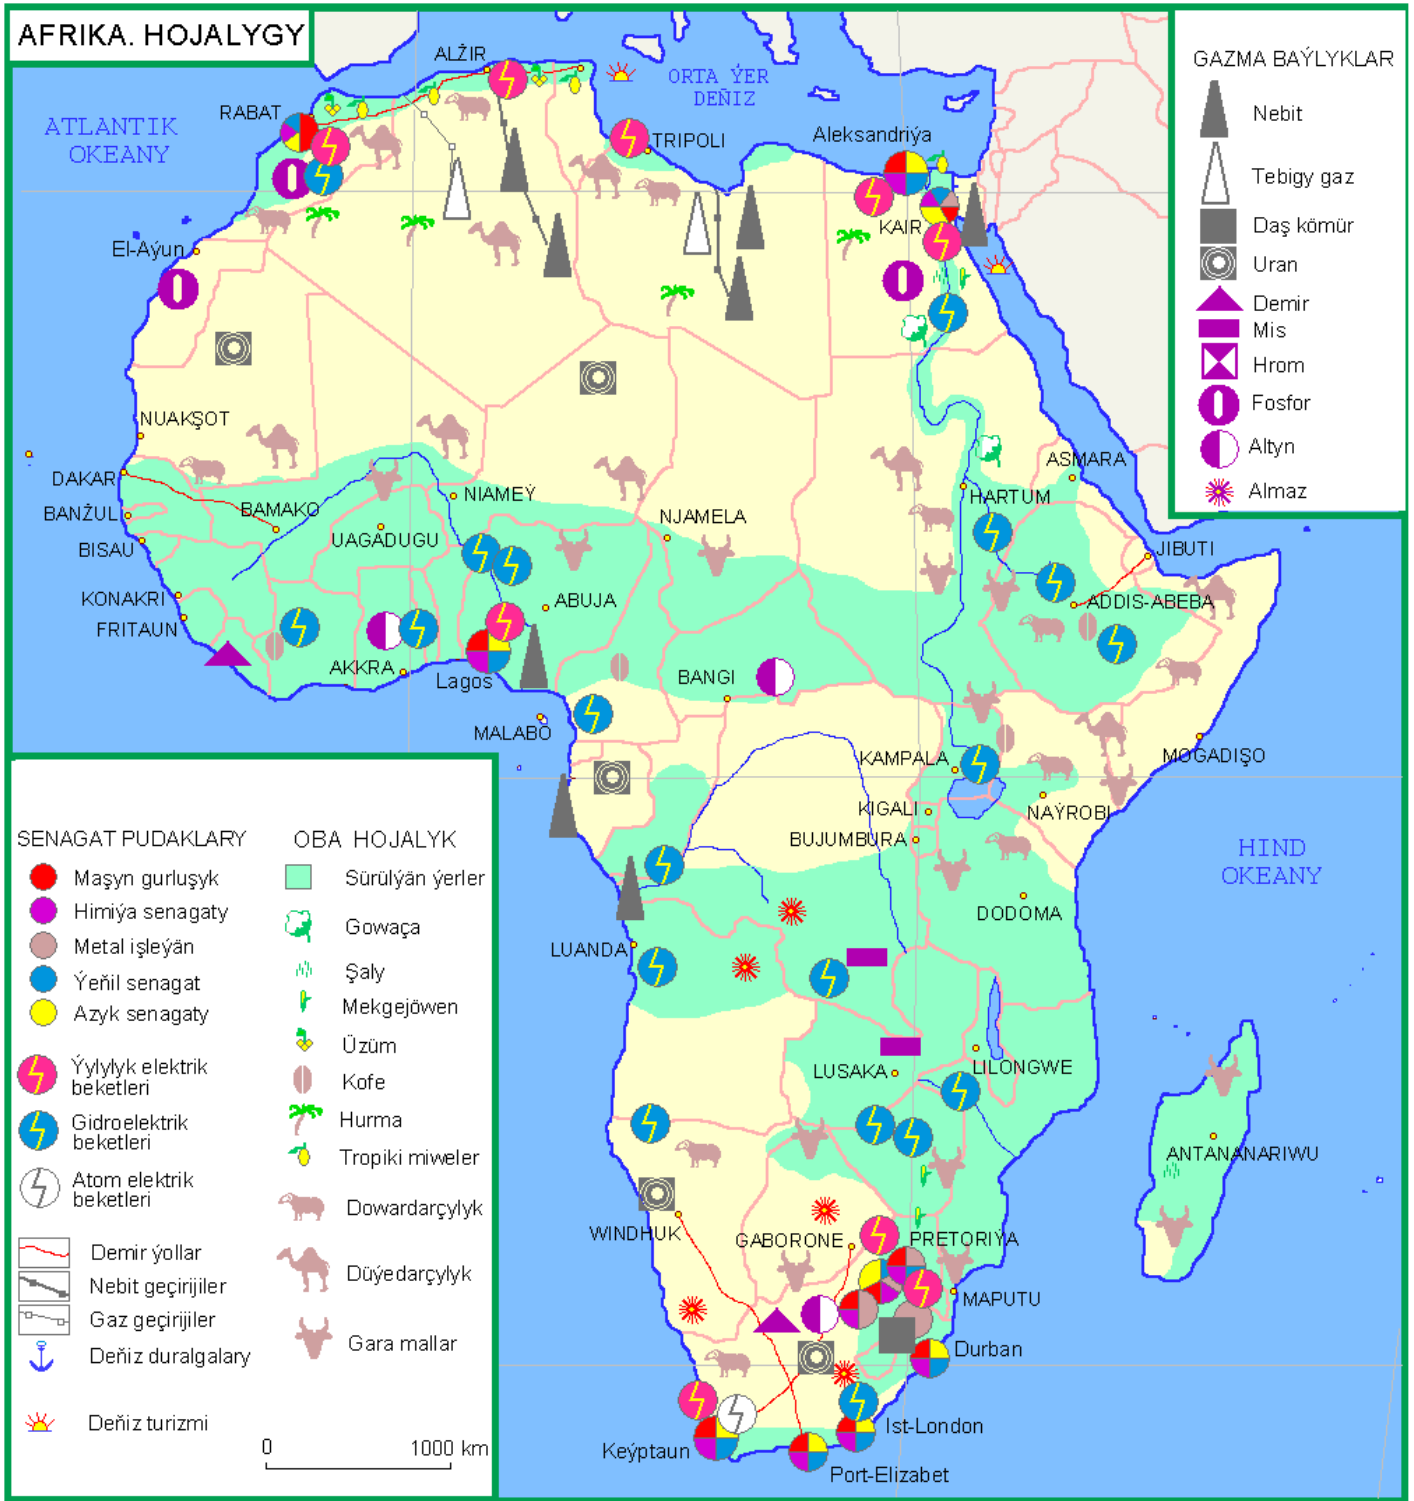 AFRIKA. HOJALYGY
GAZMA BAÝLYKLAR
Nebit
Tebigy gaz
Daş kömür
Uran
Demir
Mis
Hrom
Fosfor
Altyn
Almaz
ATLANTIK
OKEANY
ORTA ÝER
DEÑIZ
HIND
OKEANY
ALŽIR
RABAT
TRIPOLI
Aleksandriýa
KAIR
El-Aýun
NUAKŞOT
DAKAR
BANŽUL
BISAU
BAMAKO
NIAMEÝ
UAGADUGU
NJAMELA
HARTUM
ASMARA
JIBUTI
ADDIS-ABEBA
KONAKRI
FRITAUN
ABUJA
AKKRA
Lagos
BANGI
MALABO
MOGADIŞO
KAMPALA
NAÝROBI
KIGALI
BUJUMBURA
DODOMA
LUANDA
LUSAKA
LILONGWE
ANTANANARIWU
WINDHUK
GABORONE
PRETORIÝA
MAPUTU
Durban
Ist-London
Keýptaun
Port-Elizabet
SENAGAT PUDAKLARY
Maşyn gurluşyk
Himiýa senagaty
Metal işleýän
Ýeñil senagat
Azyk senagaty
Ýylylyk elektrik
beketleri
Gidroelektrik
beketleri
Atom elektrik
beketleri
Demir ýollar
Nebit geçirijiler
Gaz geçirijiler
Deñiz duralgalary
Deñiz turizmi
OBA HOJALYK
Sürülýän ýerler
Gowaça
Şaly
Mekgejöwen
Üzüm
Kofe
Hurma
Tropiki miweler
Dowardarçylyk
Düýedarçylyk
Gara mallar
0 1000 km